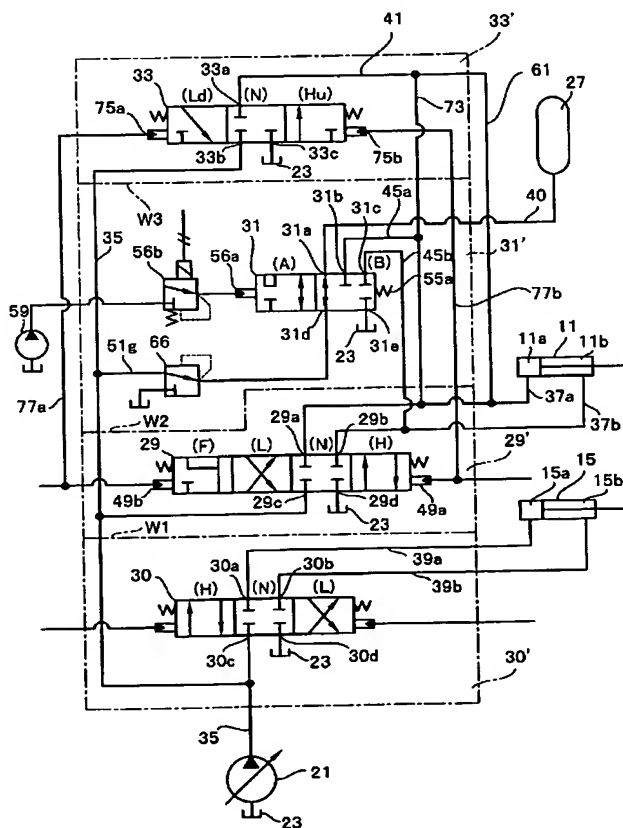 41
33'
33
33a
(Ld)
(N)
(Hu)
61
27
75a
73
33b
33c
75b
23
31b
31c
45a
40
W3
35
31
31a
31'
56b
56a
(A)
(B)
45b
55a
59
31d
31e
77b
51g
66
23
11a
11
11b
77a
37a
W2
29a
29b
37b
29
(F)
(L)
(N)
(H)
29'
49b
29c
29d
49a
15a
15
15b
W1
23
30
30a
30b
39a
(H)
(N)
(L)
39b
30c
30d
23
30'
35
21
23